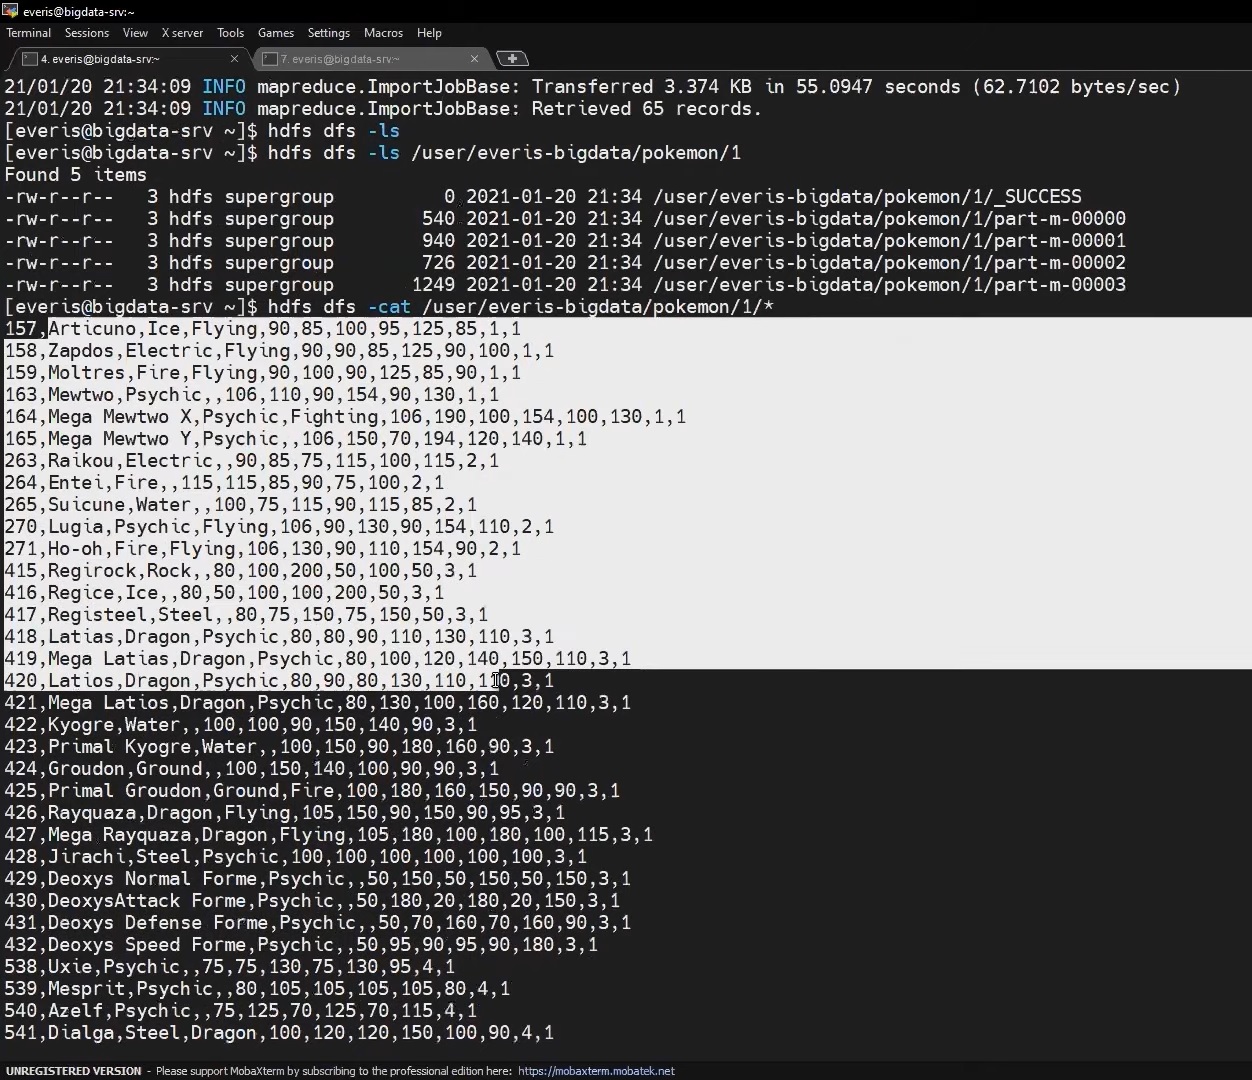 everis@bigdata-srv:~
Terminal Sessions View X server Tools Games Settings Macros Help
4. everis@bigdata-srv:~ 7. everis@bigdata-srv:~
21/01/20 21:34:09 INFO mapreduce.ImportJobBase: Transferred 3.374 KB in 55.0947 seconds (62.7102 bytes/sec)
21/01/20 21:34:09 INFO mapreduce.ImportJobBase: Retrieved 65 records.
[everis@bigdata-srv ~]$ hdfs dfs -ls
[everis@bigdata-srv ~]$ hdfs dfs -ls /user/everis-bigdata/pokemon/1
Found 5 items
-rw-r--r--   3 hdfs supergroup          0 2021-01-20 21:34 /user/everis-bigdata/pokemon/1/_SUCCESS
-rw-r--r--   3 hdfs supergroup        540 2021-01-20 21:34 /user/everis-bigdata/pokemon/1/part-m-00000
-rw-r--r--   3 hdfs supergroup        940 2021-01-20 21:34 /user/everis-bigdata/pokemon/1/part-m-00001
-rw-r--r--   3 hdfs supergroup        726 2021-01-20 21:34 /user/everis-bigdata/pokemon/1/part-m-00002
-rw-r--r--   3 hdfs supergroup       1249 2021-01-20 21:34 /user/everis-bigdata/pokemon/1/part-m-00003
[everis@bigdata-srv ~]$ hdfs dfs -cat /user/everis-bigdata/pokemon/1/*
157,Articuno,Ice,Flying,90,85,100,95,125,85,1,1
158,Zapdos,Electric,Flying,90,90,85,125,90,100,1,1
159,Moltres,Fire,Flying,90,100,90,125,85,90,1,1
163,Mewtwo,Psychic,,106,110,90,154,90,130,1,1
164,Mega Mewtwo X,Psychic,Fighting,106,190,100,154,100,130,1,1
165,Mega Mewtwo Y,Psychic,,106,150,70,194,120,140,1,1
263,Raikou,Electric,,90,85,75,115,100,115,2,1
264,Entei,Fire,,115,115,85,90,75,100,2,1
265,Suicune,Water,,100,75,115,90,115,85,2,1
270,Lugia,Psychic,Flying,106,90,130,90,154,110,2,1
271,Ho-oh,Fire,Flying,106,130,90,110,154,90,2,1
415,Regirock,Rock,,80,100,200,50,100,50,3,1
416,Regice,Ice,,80,50,100,100,200,50,3,1
417,Registeel,Steel,,80,75,150,75,150,50,3,1
418,Latias,Dragon,Psychic,80,80,90,110,130,110,3,1
419,Mega Latias,Dragon,Psychic,80,100,120,140,150,110,3,1
420,Latios,Dragon,Psychic,80,90,80,130,110,110,3,1
421,Mega Latios,Dragon,Psychic,80,130,100,160,120,110,3,1
422,Kyogre,Water,,100,100,90,150,140,90,3,1
423,Primal Kyogre,Water,,100,150,90,180,160,90,3,1
424,Groudon,Ground,,100,150,140,100,90,90,3,1
425,Primal Groudon,Ground,Fire,100,180,160,150,90,90,3,1
426,Rayquaza,Dragon,Flying,105,150,90,150,90,95,3,1
427,Mega Rayquaza,Dragon,Flying,105,180,100,180,100,115,3,1
428,Jirachi,Steel,Psychic,100,100,100,100,100,100,3,1
429,Deoxys Normal Forme,Psychic,,50,150,50,150,50,150,3,1
430,DeoxysAttack Forme,Psychic,,50,180,20,180,20,150,3,1
431,Deoxys Defense Forme,Psychic,,50,70,160,70,160,90,3,1
432,Deoxys Speed Forme,Psychic,,50,95,90,95,90,180,3,1
538,Uxie,Psychic,,75,75,130,75,130,95,4,1
539,Mesprit,Psychic,,80,105,105,105,105,80,4,1
540,Azelf,Psychic,,75,125,70,125,70,115,4,1
541,Dialga,Steel,Dragon,100,120,120,150,100,90,4,1
UNREGISTERED VERSION - Please support MobaXterm by subscribing to the professional edition here: https://mobaxterm.mobatek.net